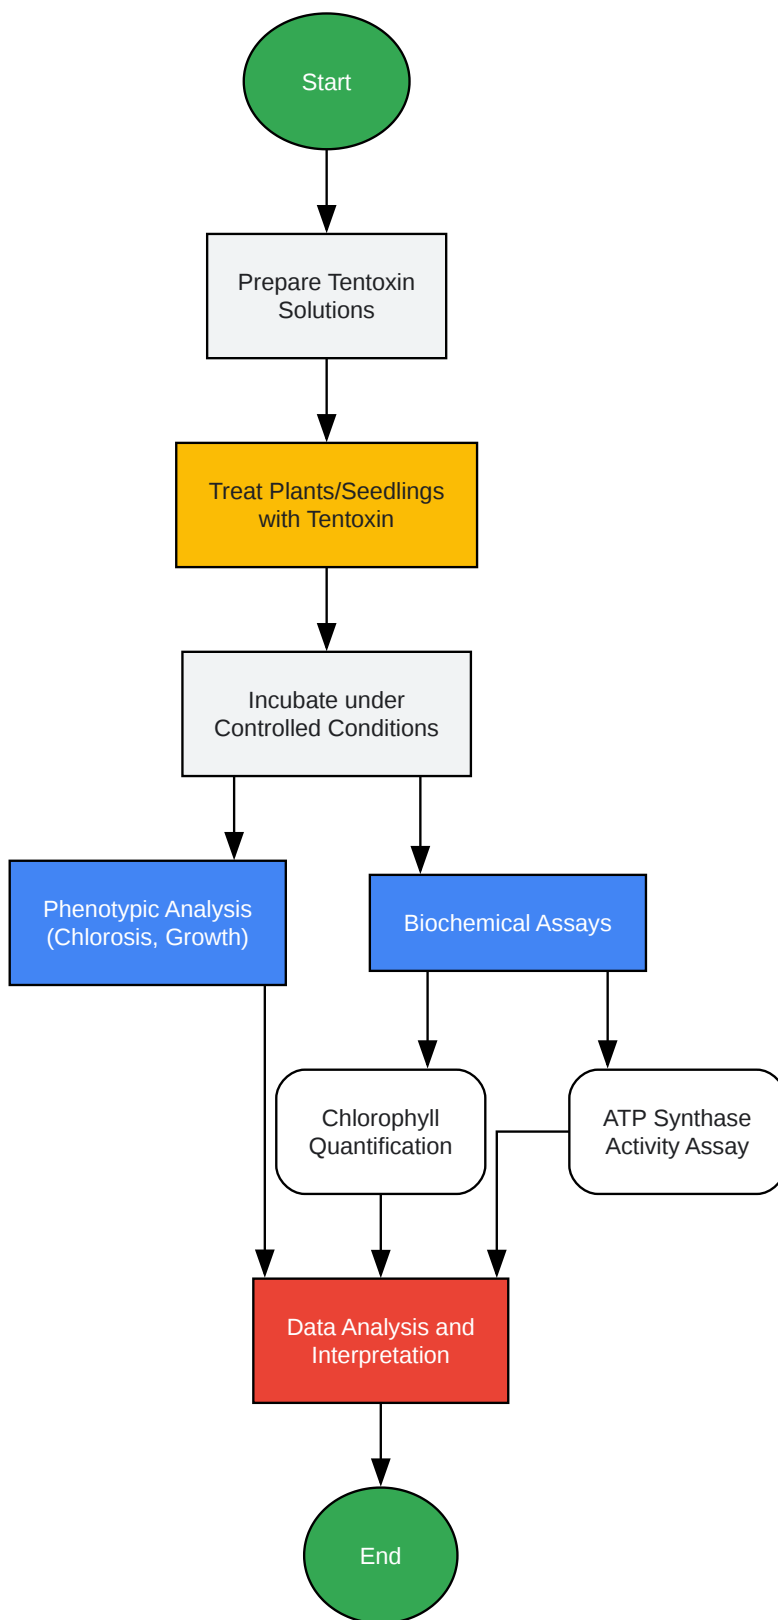 Start
Prepare Tentoxin
Solutions
Treat Plants/Seedlings
with Tentoxin
Incubate under
Controlled Conditions
Phenotypic Analysis
(Chlorosis, Growth)
Biochemical Assays
Chlorophyll
Quantification
ATP Synthase
Activity Assay
Data Analysis and
Interpretation
End